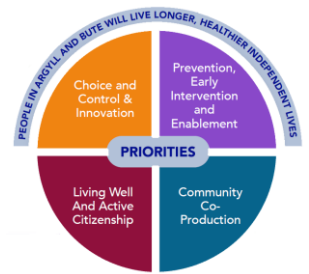 PEOPLE IN ARGYLL AND BUTE WILL LIVE LONGER, HEALTHIER INDEPENDENT LIVES
Choice and
Control &
Innovation
Prevention,
Early
Intervention
and
Enablement
PRIORITIES
Living Well
And Active
Citizenship
Community
Co-
Production